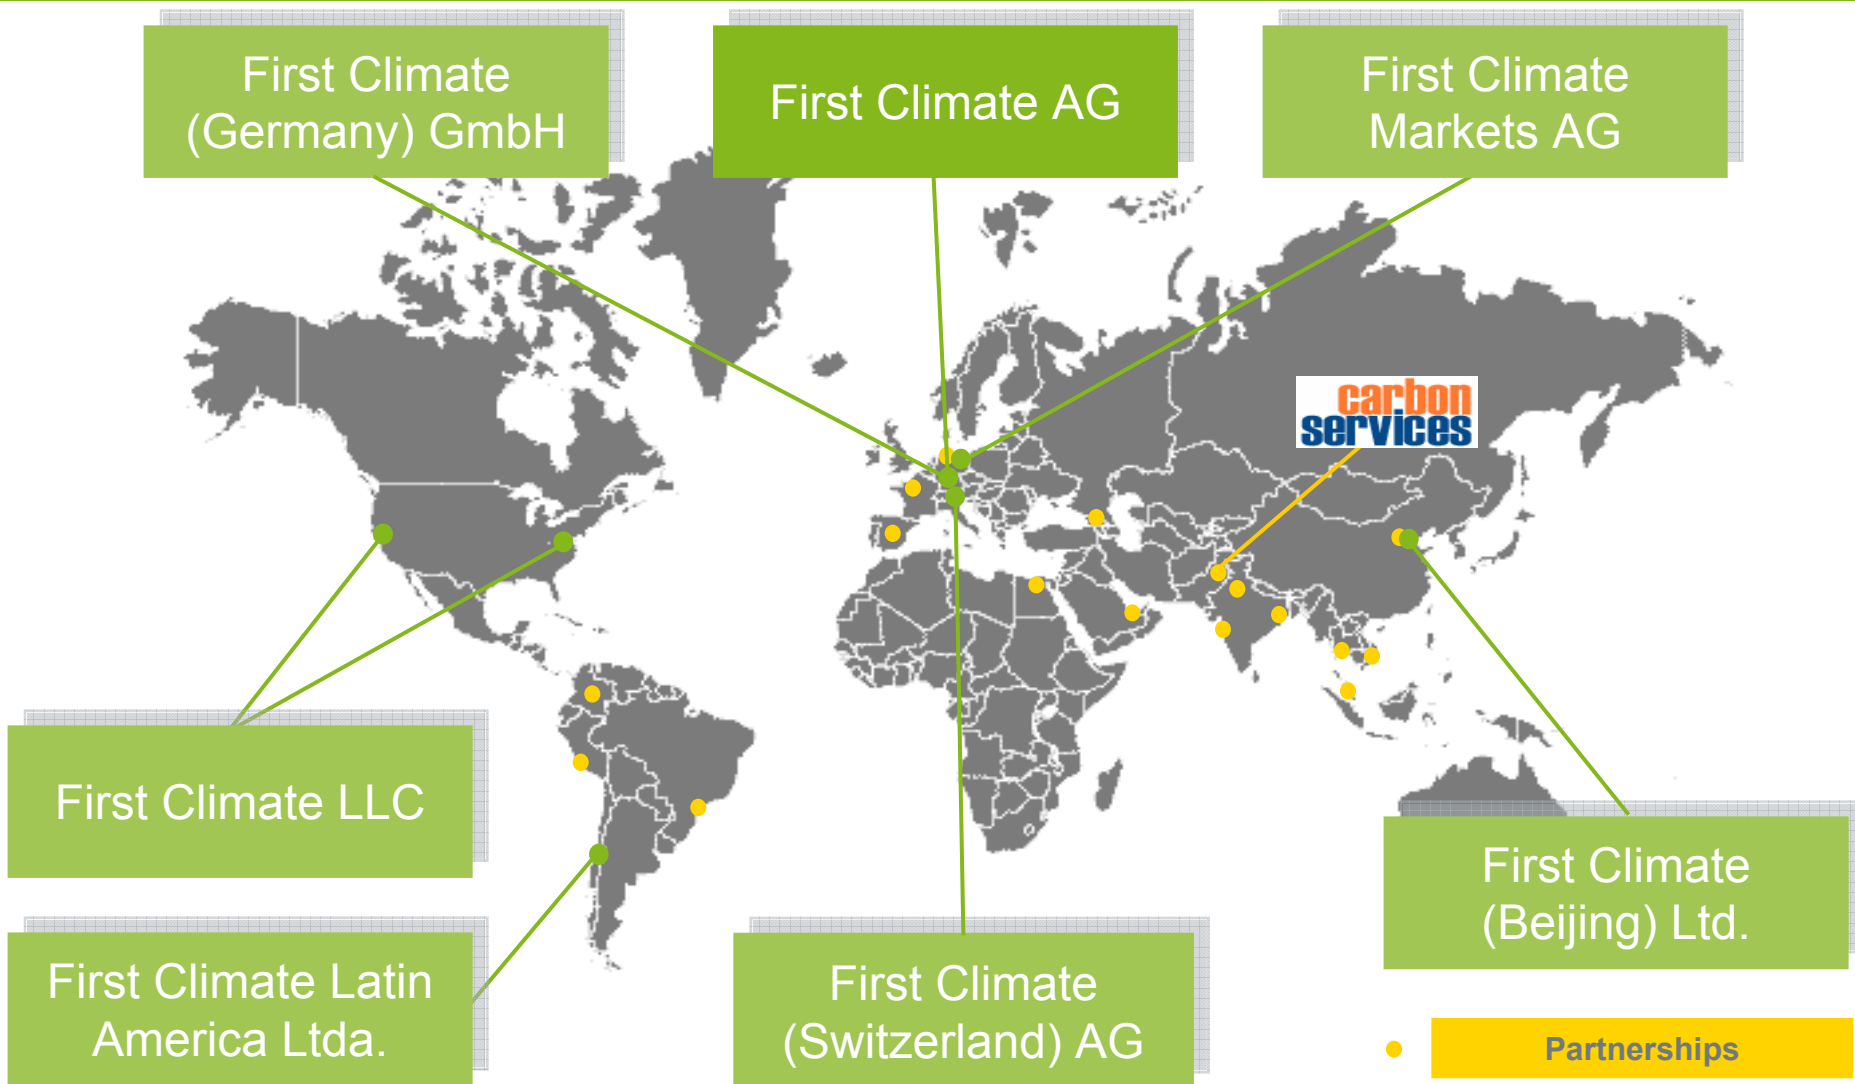 First Climate
(Germany) GmbH
First Climate AG
First Climate
Markets AG
carbon
services
First Climate LLC
First Climate
(Beijing) Ltd.
First Climate Latin
America Ltda.
First Climate
(Switzerland) AG
Partnerships